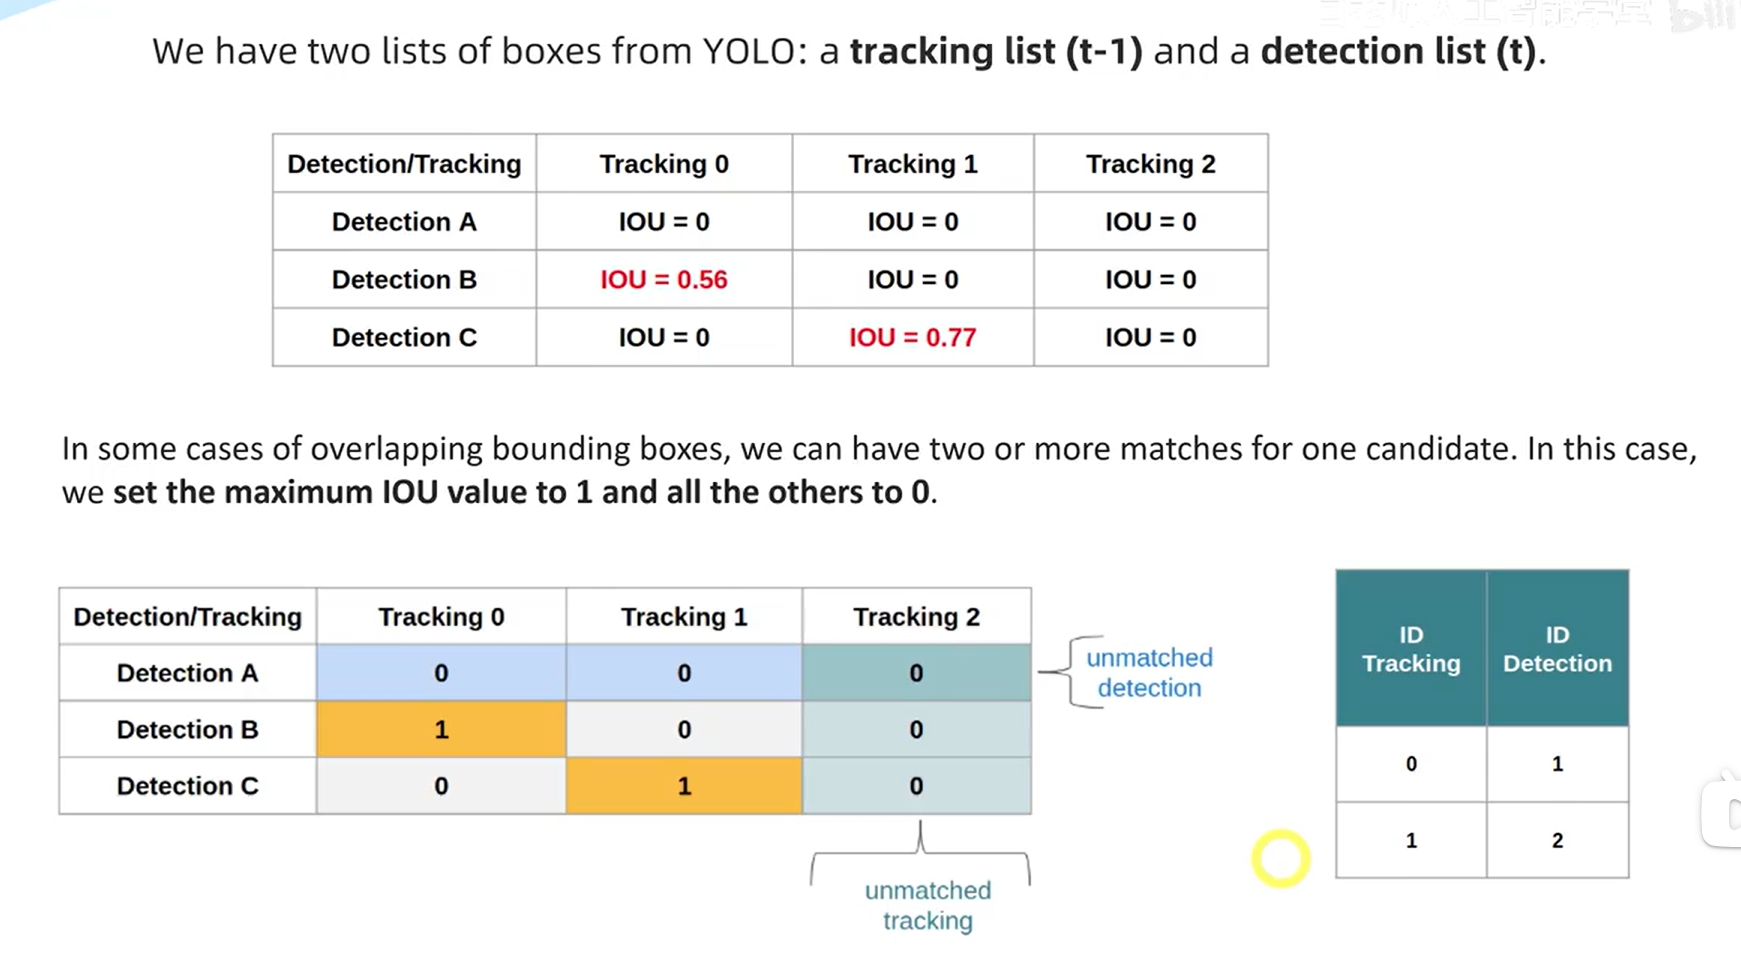 We have two lists of boxes from YOLO: a tracking list (t-1) and a detection list (t).
Detection/Tracking Tracking 0 Tracking 1 Tracking 2
Detection A IOU = 0 IOU = 0 IOU = 0
Detection B IOU = 0.56 IOU = 0 IOU = 0
Detection C IOU = 0 IOU = 0.77 IOU = 0
In some cases of overlapping bounding boxes, we can have two or more matches for one candidate. In this case,
we set the maximum IOU value to 1 and all the others to 0.
Detection/Tracking Tracking 0 Tracking 1 Tracking 2
Detection A 0 0 0
Detection B 1 0 0
Detection C 0 1 0
unmatched
detection
unmatched
tracking
ID
Tracking
ID
Detection
0 1
1 2